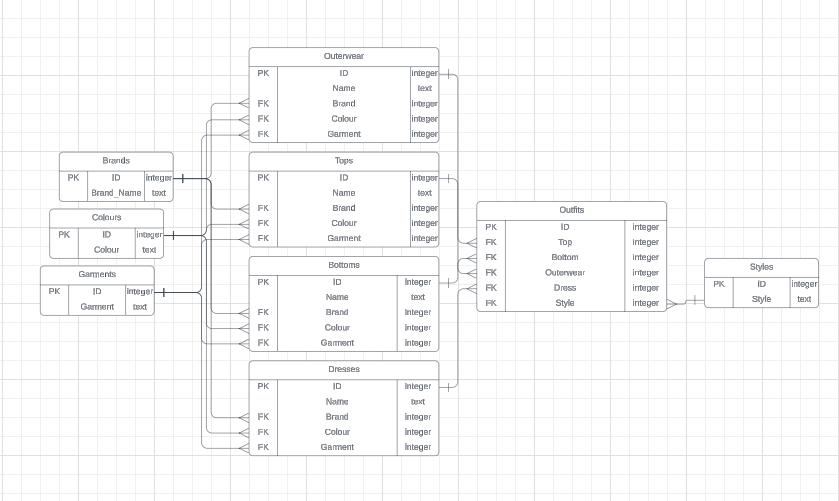 Outerwear
PK ID integer
Name text
FK Brand integer
FK Colour integer
FK Garment integer
Brands
PK ID integer
Brand_Name text
Colours
PK ID integer
Colour text
Garments
PK ID Integer
Garment text
Tops
PK ID integer
Name text
FK Brand integer
FK Colour integer
FK Garment integer
Bottoms
PK ID Integer
Name text
FK Brand Integer
FK Colour integer
FK Garment integer
Dresses
PK ID Integer
Name text
FK Brand integer
FK Colour integer
FK Garment Integer
Outfits
PK ID integer
FK Top integer
FK Bottom integer
FK Outerwear integer
FK Dress integer
FK Style integer
Styles
PK ID integer
Style text